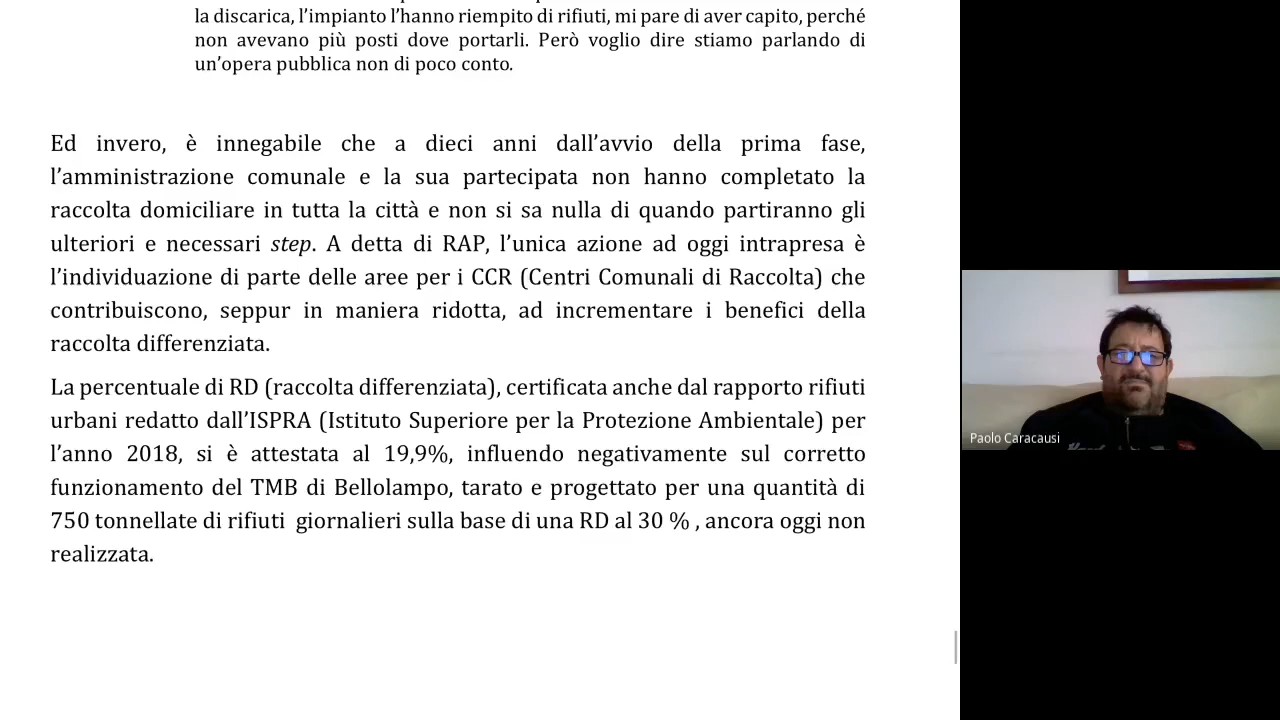 la discarica, l’impianto l’hanno riempito di rifiuti, mi pare di aver capito, perché
non avevano più posti dove portarli. Però voglio dire stiamo parlando di
un’opera pubblica non di poco conto.
Ed invero, è innegabile che a dieci anni dall’avvio della prima fase,
l’amministrazione comunale e la sua partecipata non hanno completato la
raccolta domiciliare in tutta la città e non si sa nulla di quando partiranno gli
ulteriori e necessari step. A detta di RAP, l’unica azione ad oggi intrapresa è
l’individuazione di parte delle aree per i CCR (Centri Comunali di Raccolta) che
contribuiscono, seppur in maniera ridotta, ad incrementare i benefici della
raccolta differenziata.
La percentuale di RD (raccolta differenziata), certificata anche dal rapporto rifiuti
urbani redatto dall’ISPRA (Istituto Superiore per la Protezione Ambientale) per
l’anno 2018, si è attestata al 19,9%, influendo negativamente sul corretto
funzionamento del TMB di Bellolampo, tarato e progettato per una quantità di
750 tonnellate di rifiuti  giornalieri sulla base di una RD al 30 % , ancora oggi non
realizzata.
Paolo Caracausi